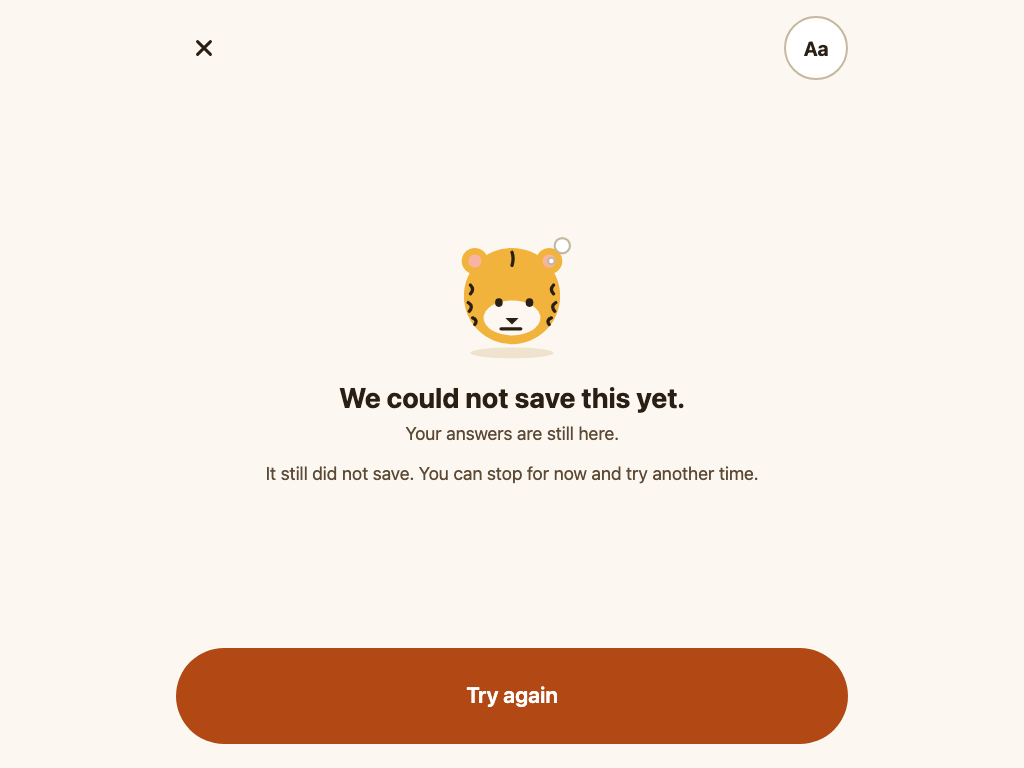 Aa
We could not save this yet.
Your answers are still here.
It still did not save. You can stop for now and try another time.
Try again